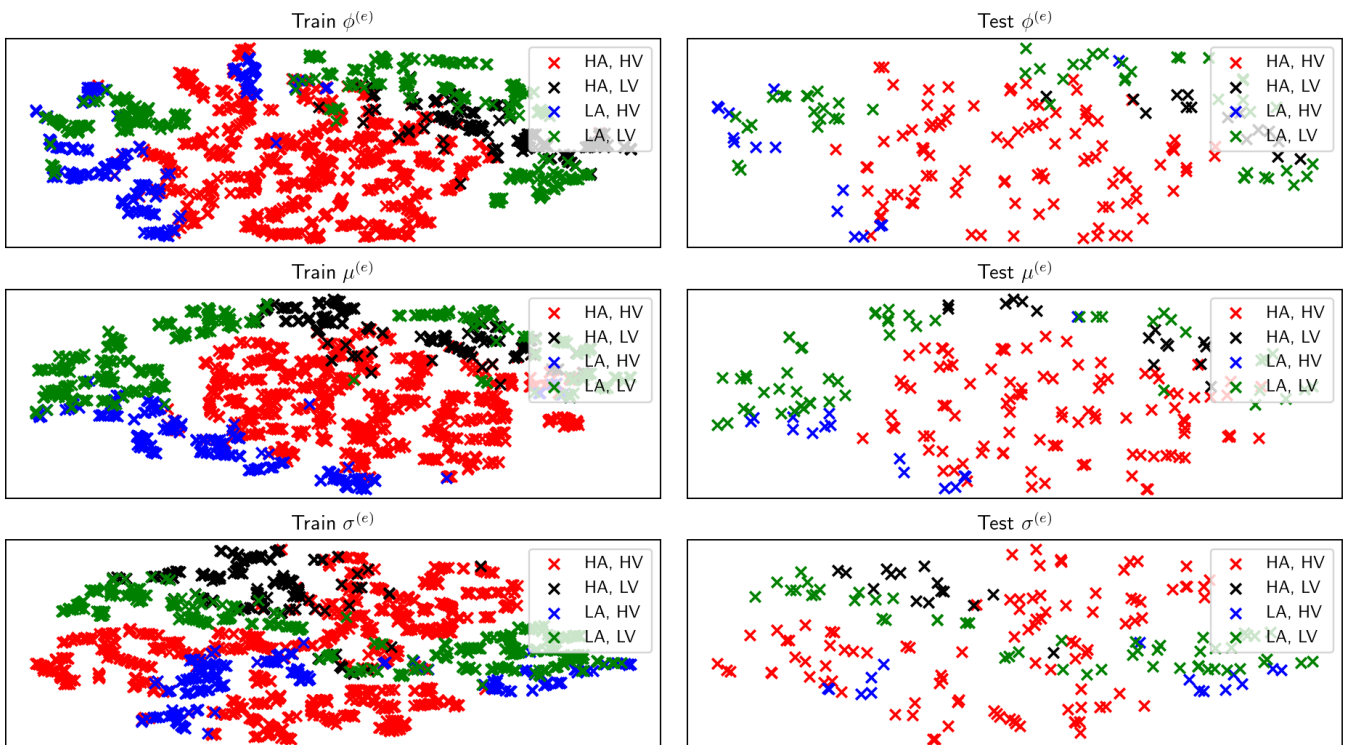 Train $\phi^{(e)}$
HA, HV
HA, LV
LA, HV
LA, LV
Test $\phi^{(e)}$
HA, HV
HA, LV
LA, HV
LA, LV
Train $\mu^{(e)}$
HA, HV
HA, LV
LA, HV
LA, LV
Test $\mu^{(e)}$
HA, HV
HA, LV
LA, HV
LA, LV
Train $\sigma^{(e)}$
HA, HV
HA, LV
LA, HV
LA, LV
Test $\sigma^{(e)}$
HA, HV
HA, LV
LA, HV
LA, LV